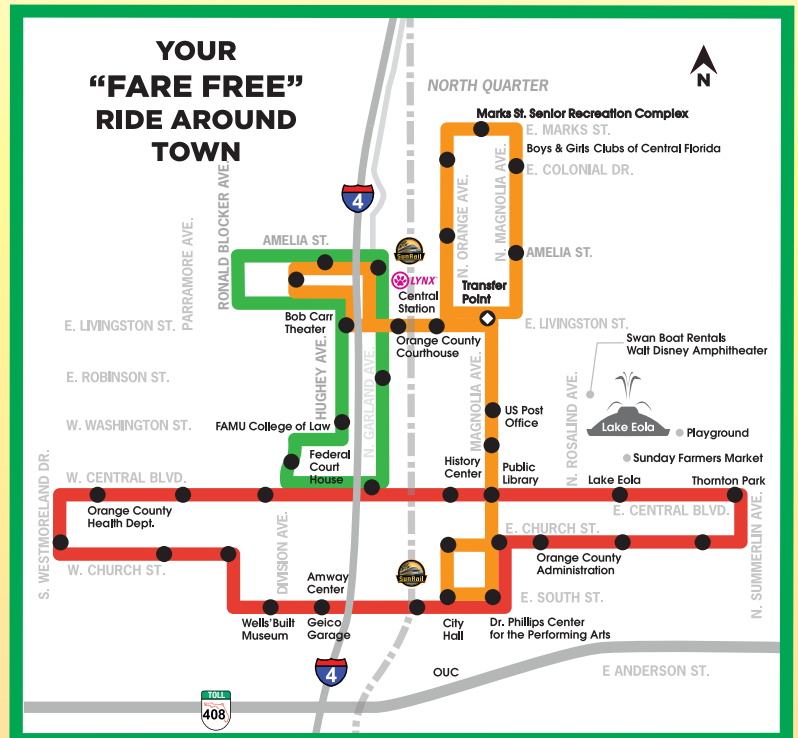 YOUR
“FARE FREE”
RIDE AROUND
TOWN
N
NORTH QUARTER
Marks St. Senior Recreation Complex
E. MARKS ST.
Boys & Girls Clubs of Central Florida
E. COLONIAL DR.
PARRAMORE AVE.
RONALD BLOCKER AVE.
4
AMELIA ST.
SunRail
N. ORANGE AVE.
N. MAGNOLIA AVE.
AMELIA ST.
LYNX
Central
Station
Transfer
Point
Bob Carr
Theater
E. LIVINGSTON ST.
Orange County
Courthouse
E. LIVINGSTON ST.
Swan Boat Rentals
Walt Disney Amphitheater
HUGHEY AVE.
N. GARLAND AVE.
MAGNOLIA AVE.
N. ROSALIND AVE.
E. ROBINSON ST.
W. WASHINGTON ST.
FAMU College of Law
US Post
Office
Lake Eola
Playground
Sunday Farmers Market
Federal
Court
House
History
Center
Public
Library
Lake Eola
Thornton Park
S. WESTMORELAND DR.
W. CENTRAL BLVD.
Orange County
Health Dept.
E. CENTRAL BLVD.
DIVISION AVE.
E. CHURCH ST.
Orange County
Administration
N. SUMMERLIN AVE.
W. CHURCH ST.
SunRail
Amway
Center
E. SOUTH ST.
Wells’Built
Museum
Geico
Garage
City
Hall
Dr. Phillips Center
for the Performing Arts
4
OUC
E ANDERSON ST.
TOLL
408